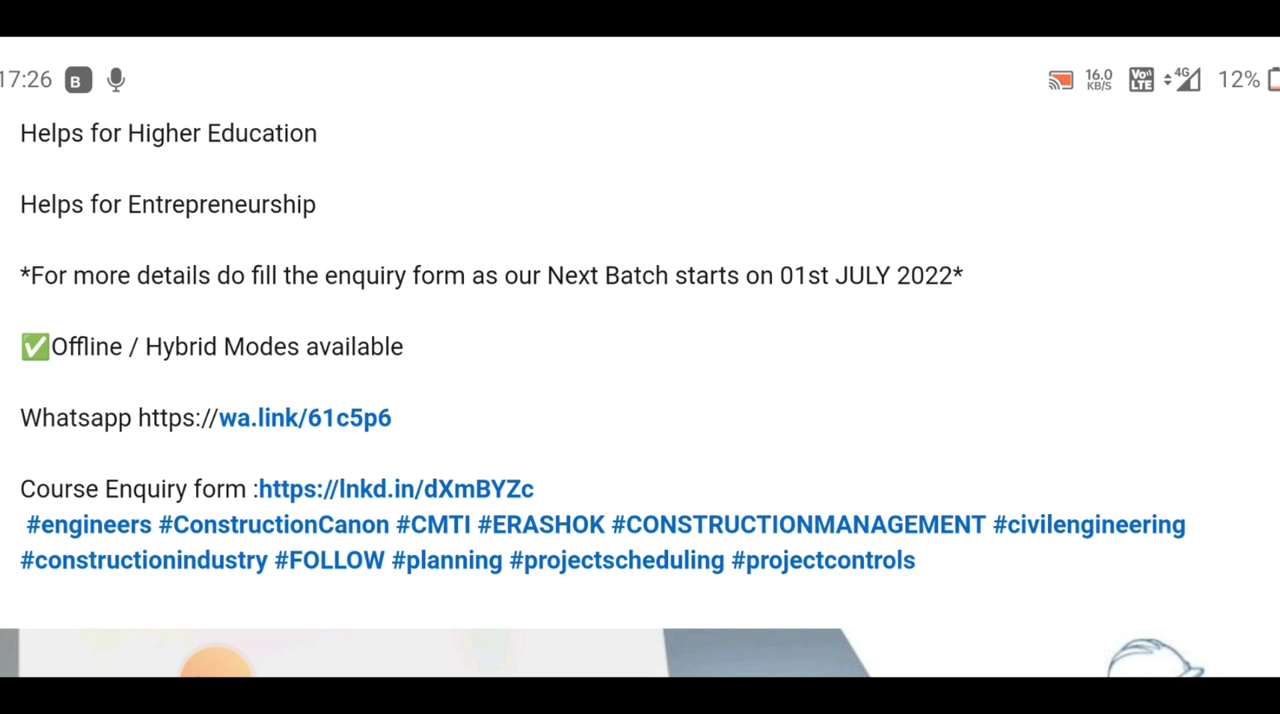 17:26 B 16.0 KB/S Vo)) LTE 4G 12%
Helps for Higher Education
Helps for Entrepreneurship
*For more details do fill the enquiry form as our Next Batch starts on 01st JULY 2022*
✅Offline / Hybrid Modes available
Whatsapp https://wa.link/61c5p6
Course Enquiry form :https://lnkd.in/dXmBYZc
#engineers #ConstructionCanon #CMTI #ERASHOK #CONSTRUCTIONMANAGEMENT #civilengineering
#constructionindustry #FOLLOW #planning #projectscheduling #projectcontrols